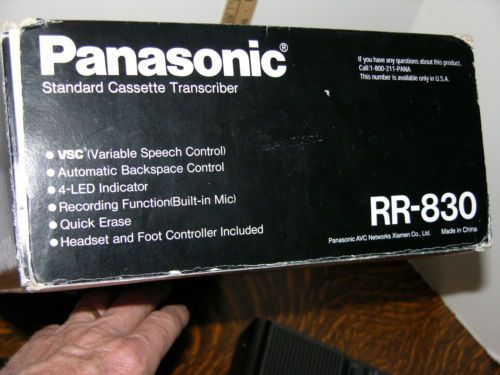 Panasonic®
Standard Cassette Transcriber
If you have any questions about this product,
Call:1-800-211-PANA
This number is available only in U.S.A.
• VSC® (Variable Speech Control)
• Automatic Backspace Control
• 4-LED Indicator
• Recording Function(Built-in Mic)
• Quick Erase
• Headset and Foot Controller Included
RR-830
Panasonic AVC Networks Xiamen Co., Ltd. Made in China